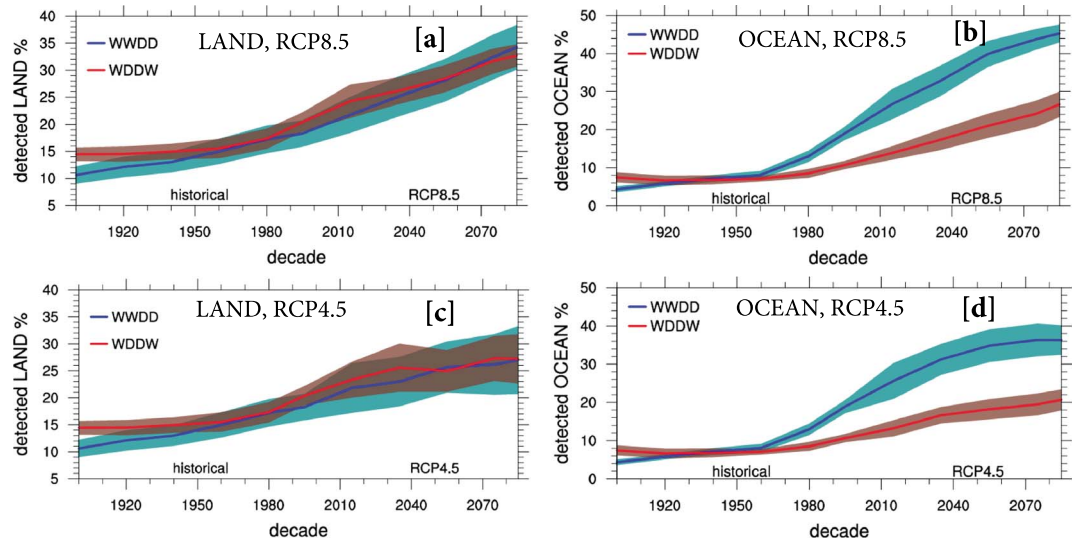 LAND, RCP8.5
[a]
WWDD
WDDW
detected LAND %
40
35
30
25
20
15
10
5
historical
RCP8.5
1920
1950
1980
2010
2040
2070
decade
OCEAN, RCP8.5
[b]
WWDD
WDDW
detected OCEAN %
50
40
30
20
10
0
historical
RCP8.5
1920
1950
1980
2010
2040
2070
decade
LAND, RCP4.5
[c]
WWDD
WDDW
detected LAND %
40
35
30
25
20
15
10
5
historical
RCP4.5
1920
1950
1980
2010
2040
2070
decade
OCEAN, RCP4.5
[d]
WWDD
WDDW
detected OCEAN %
50
40
30
20
10
0
historical
RCP4.5
1920
1950
1980
2010
2040
2070
decade